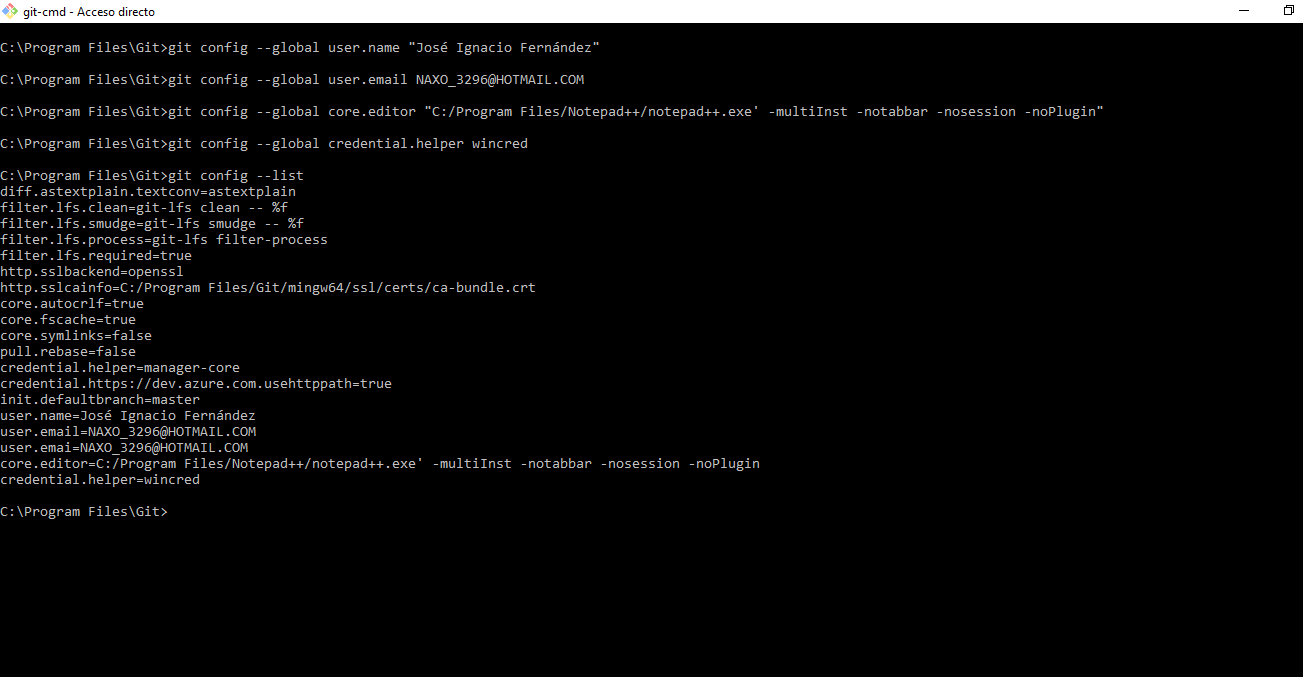 git-cmd - Acceso directo
C:\Program Files\Git>git config --global user.name "José Ignacio Fernández"
C:\Program Files\Git>git config --global user.email NAXO_3296@HOTMAIL.COM
C:\Program Files\Git>git config --global core.editor "C:/Program Files/Notepad++/notepad++.exe' -multiInst -notabbar -nosession -noPlugin"
C:\Program Files\Git>git config --global credential.helper wincred
C:\Program Files\Git>git config --list
diff.astextplain.textconv=astextplain
filter.lfs.clean=git-lfs clean -- %f
filter.lfs.smudge=git-lfs smudge -- %f
filter.lfs.process=git-lfs filter-process
filter.lfs.required=true
http.sslbackend=openssl
http.sslcainfo=C:/Program Files/Git/mingw64/ssl/certs/ca-bundle.crt
core.autocrlf=true
core.fscache=true
core.symlinks=false
pull.rebase=false
credential.helper=manager-core
credential.https://dev.azure.com.usehttppath=true
init.defaultbranch=master
user.name=José Ignacio Fernández
user.email=NAXO_3296@HOTMAIL.COM
user.emai=NAXO_3296@HOTMAIL.COM
core.editor=C:/Program Files/Notepad++/notepad++.exe' -multiInst -notabbar -nosession -noPlugin
credential.helper=wincred
C:\Program Files\Git>